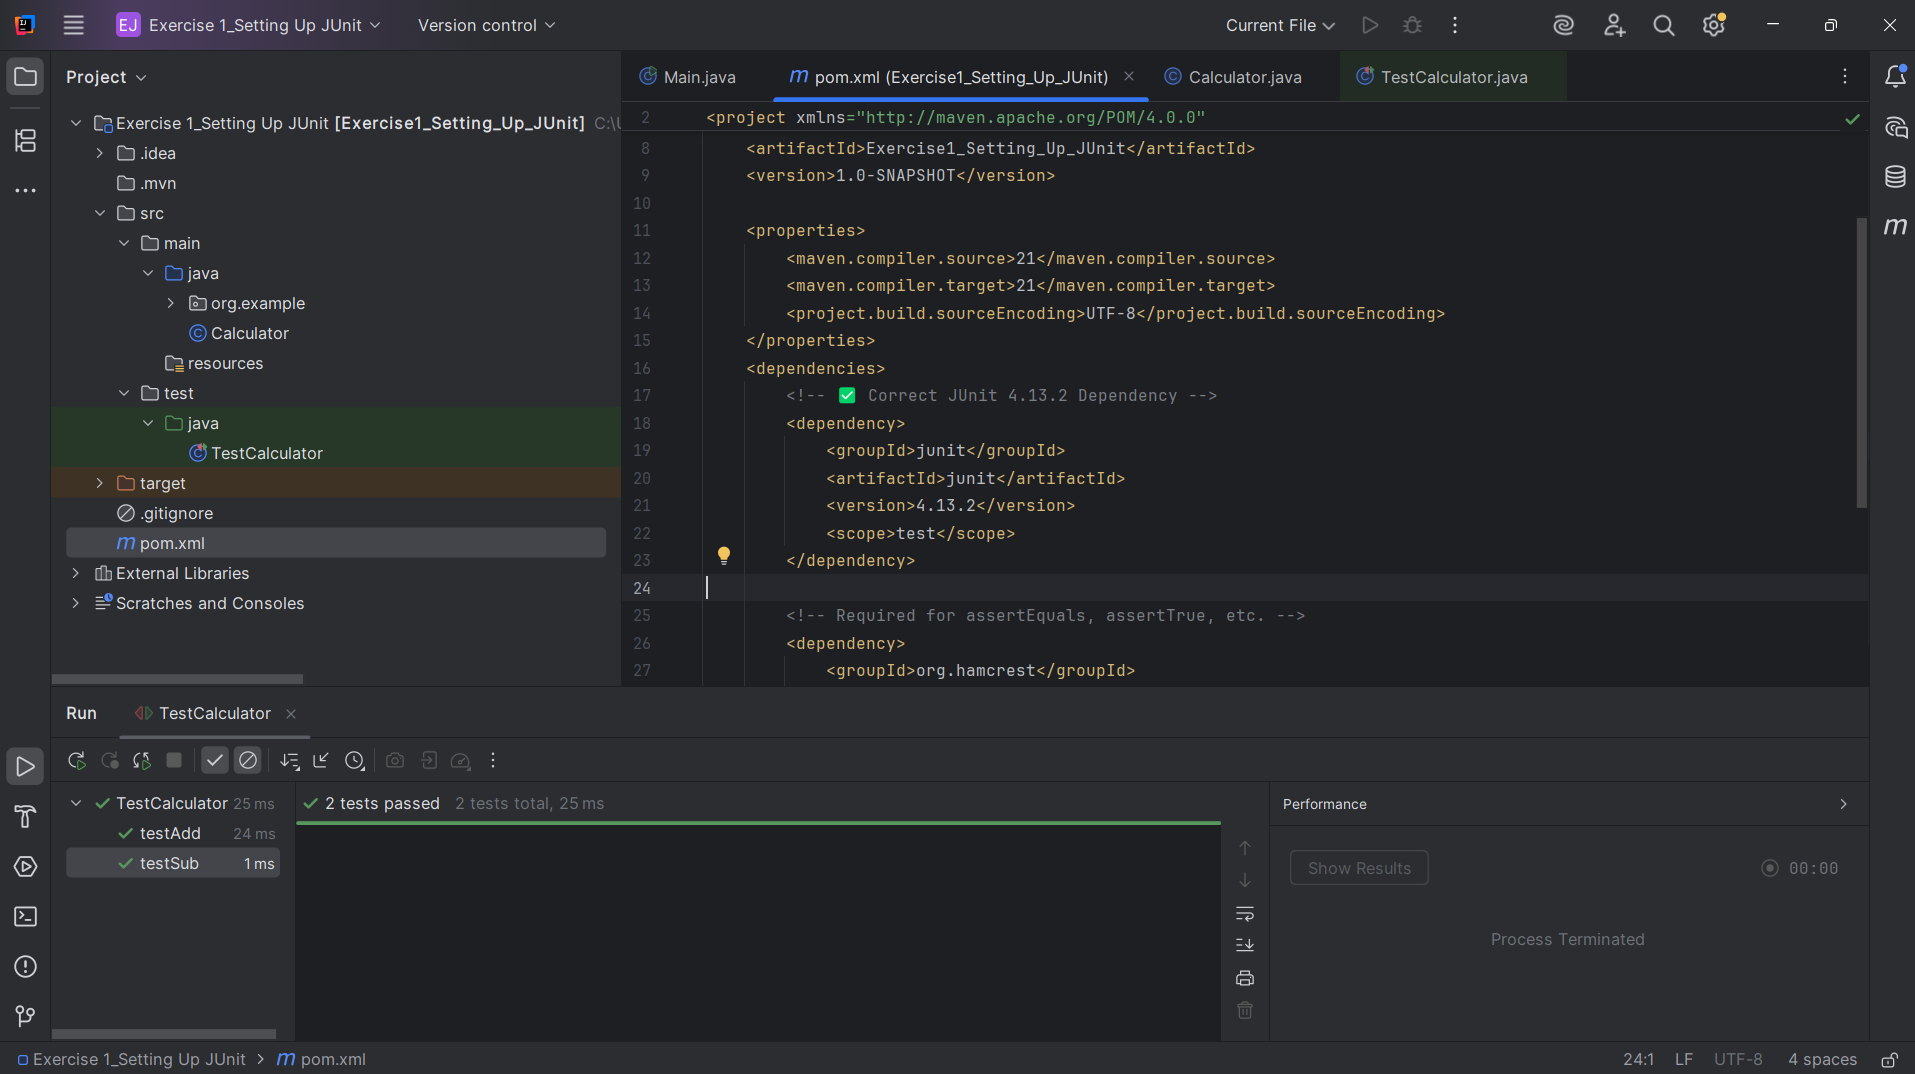 EJ Exercise 1_Setting Up JUnit Version control Current File
Project
Main.java pom.xml (Exercise1_Setting_Up_JUnit) Calculator.java TestCalculator.java
Exercise 1_Setting Up JUnit [Exercise1_Setting_Up_JUnit] C:\U
.idea
.mvn
src
main
java
org.example
Calculator
resources
test
java
TestCalculator
target
.gitignore
pom.xml
External Libraries
Scratches and Consoles
2 <project xmlns="http://maven.apache.org/POM/4.0.0"
8 <artifactId>Exercise1_Setting_Up_JUnit</artifactId>
9 <version>1.0-SNAPSHOT</version>
10
11 <properties>
12 <maven.compiler.source>21</maven.compiler.source>
13 <maven.compiler.target>21</maven.compiler.target>
14 <project.build.sourceEncoding>UTF-8</project.build.sourceEncoding>
15 </properties>
16 <dependencies>
17 <!-- ✅ Correct JUnit 4.13.2 Dependency -->
18 <dependency>
19 <groupId>junit</groupId>
20 <artifactId>junit</artifactId>
21 <version>4.13.2</version>
22 <scope>test</scope>
23 </dependency>
24
25 <!-- Required for assertEquals, assertTrue, etc. -->
26 <dependency>
27 <groupId>org.hamcrest</groupId>
Run TestCalculator
TestCalculator 25 ms
testAdd 24 ms
testSub 1 ms
2 tests passed 2 tests total, 25 ms
Performance
Show Results 00:00
Process Terminated
Exercise 1_Setting Up JUnit > pom.xml 24:1 LF UTF-8 4 spaces